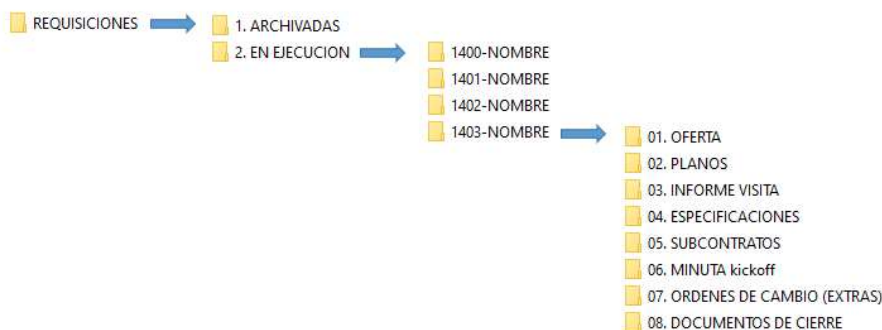 REQUISICIONES
1. ARCHIVADAS
2. EN EJECUCION
1400-NOMBRE
1401-NOMBRE
1402-NOMBRE
1403-NOMBRE
01. OFERTA
02. PLANOS
03. INFORME VISITA
04. ESPECIFICACIONES
05. SUBCONTRATOS
06. MINUTA kickoff
07. ORDENES DE CAMBIO (EXTRAS)
08. DOCUMENTOS DE CIERRE